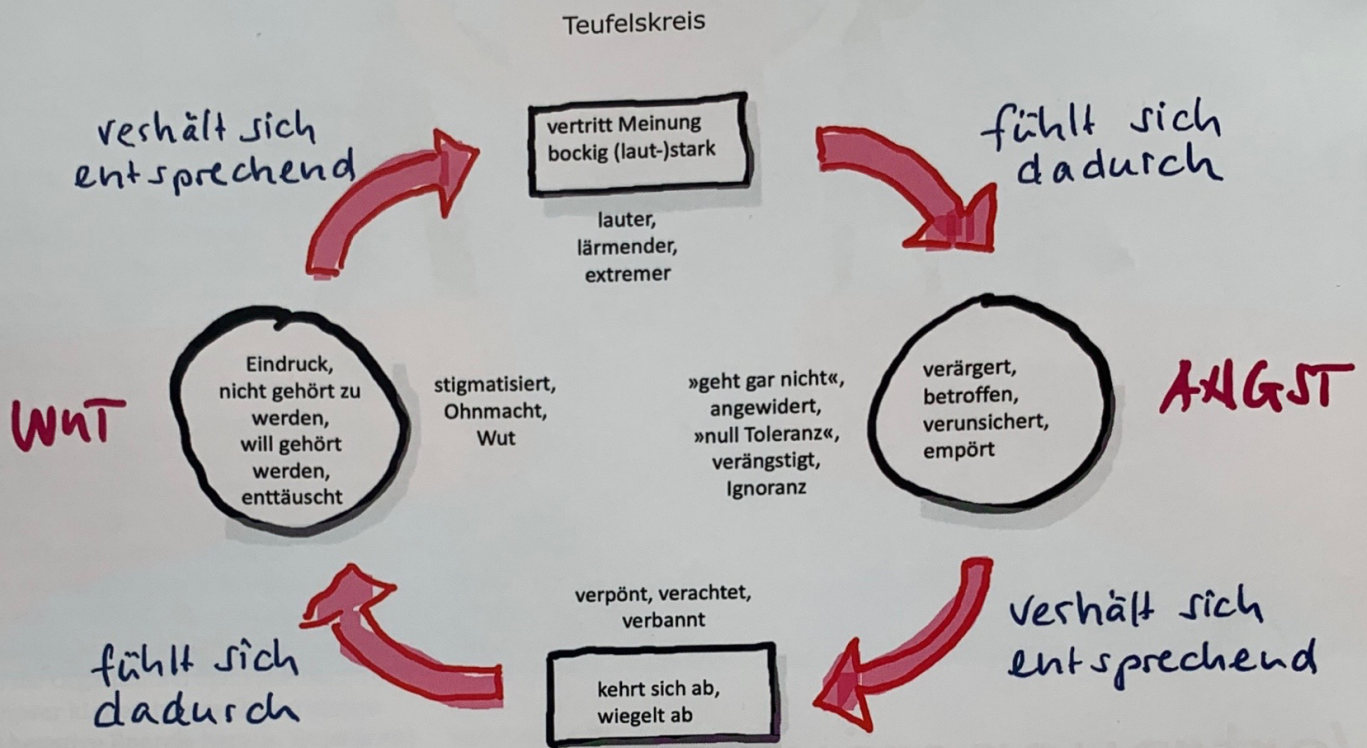 Teufelskreis
verhält sich
entsprechend
vertritt Meinung
bockig (laut-)stark
fühlt sich
dadurch
lauter,
lärmender,
extremer
WUT
Eindruck,
nicht gehört zu
werden,
will gehört
werden,
enttäuscht
stigmatisiert,
Ohnmacht,
Wut
»geht gar nicht«,
angewidert,
»null Toleranz«,
verängstigt,
Ignoranz
verärgert,
betroffen,
verunsichert,
empört
ANGST
fühlt sich
dadurch
verpönt, verachtet,
verbannt
kehrt sich ab,
wiegelt ab
verhält sich
entsprechend